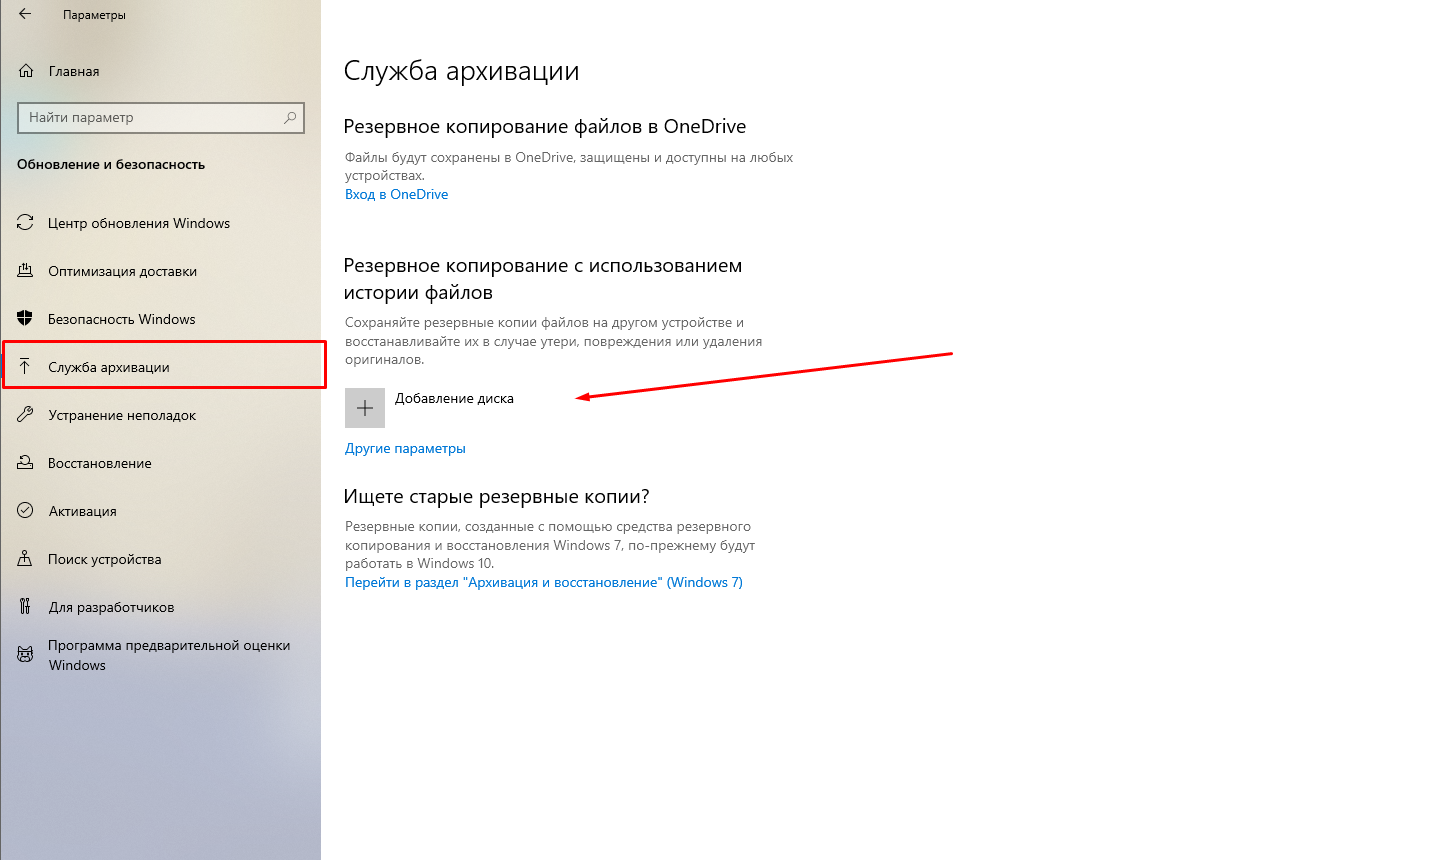 Параметры
Главная
Найти параметр
Обновление и безопасность
Центр обновления Windows
Оптимизация доставки
Безопасность Windows
Служба архивации
Устранение неполадок
Восстановление
Активация
Поиск устройства
Для разработчиков
Программа предварительной оценки
Windows
Служба архивации
Резервное копирование файлов в OneDrive
Файлы будут сохранены в OneDrive, защищены и доступны на любых
устройствах.
Вход в OneDrive
Резервное копирование с использованием
истории файлов
Сохраняйте резервные копии файлов на другом устройстве и
восстанавливайте их в случае утери, повреждения или удаления
оригиналов.
Добавление диска
Другие параметры
Ищете старые резервные копии?
Резервные копии, созданные с помощью средства резервного
копирования и восстановления Windows 7, по-прежнему будут
работать в Windows 10.
Перейти в раздел "Архивация и восстановление" (Windows 7)